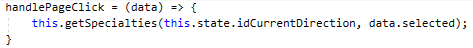 handlePageClick = (data) => {
    this.getSpecialties(this.state.idCurrentDirection, data.selected);
}